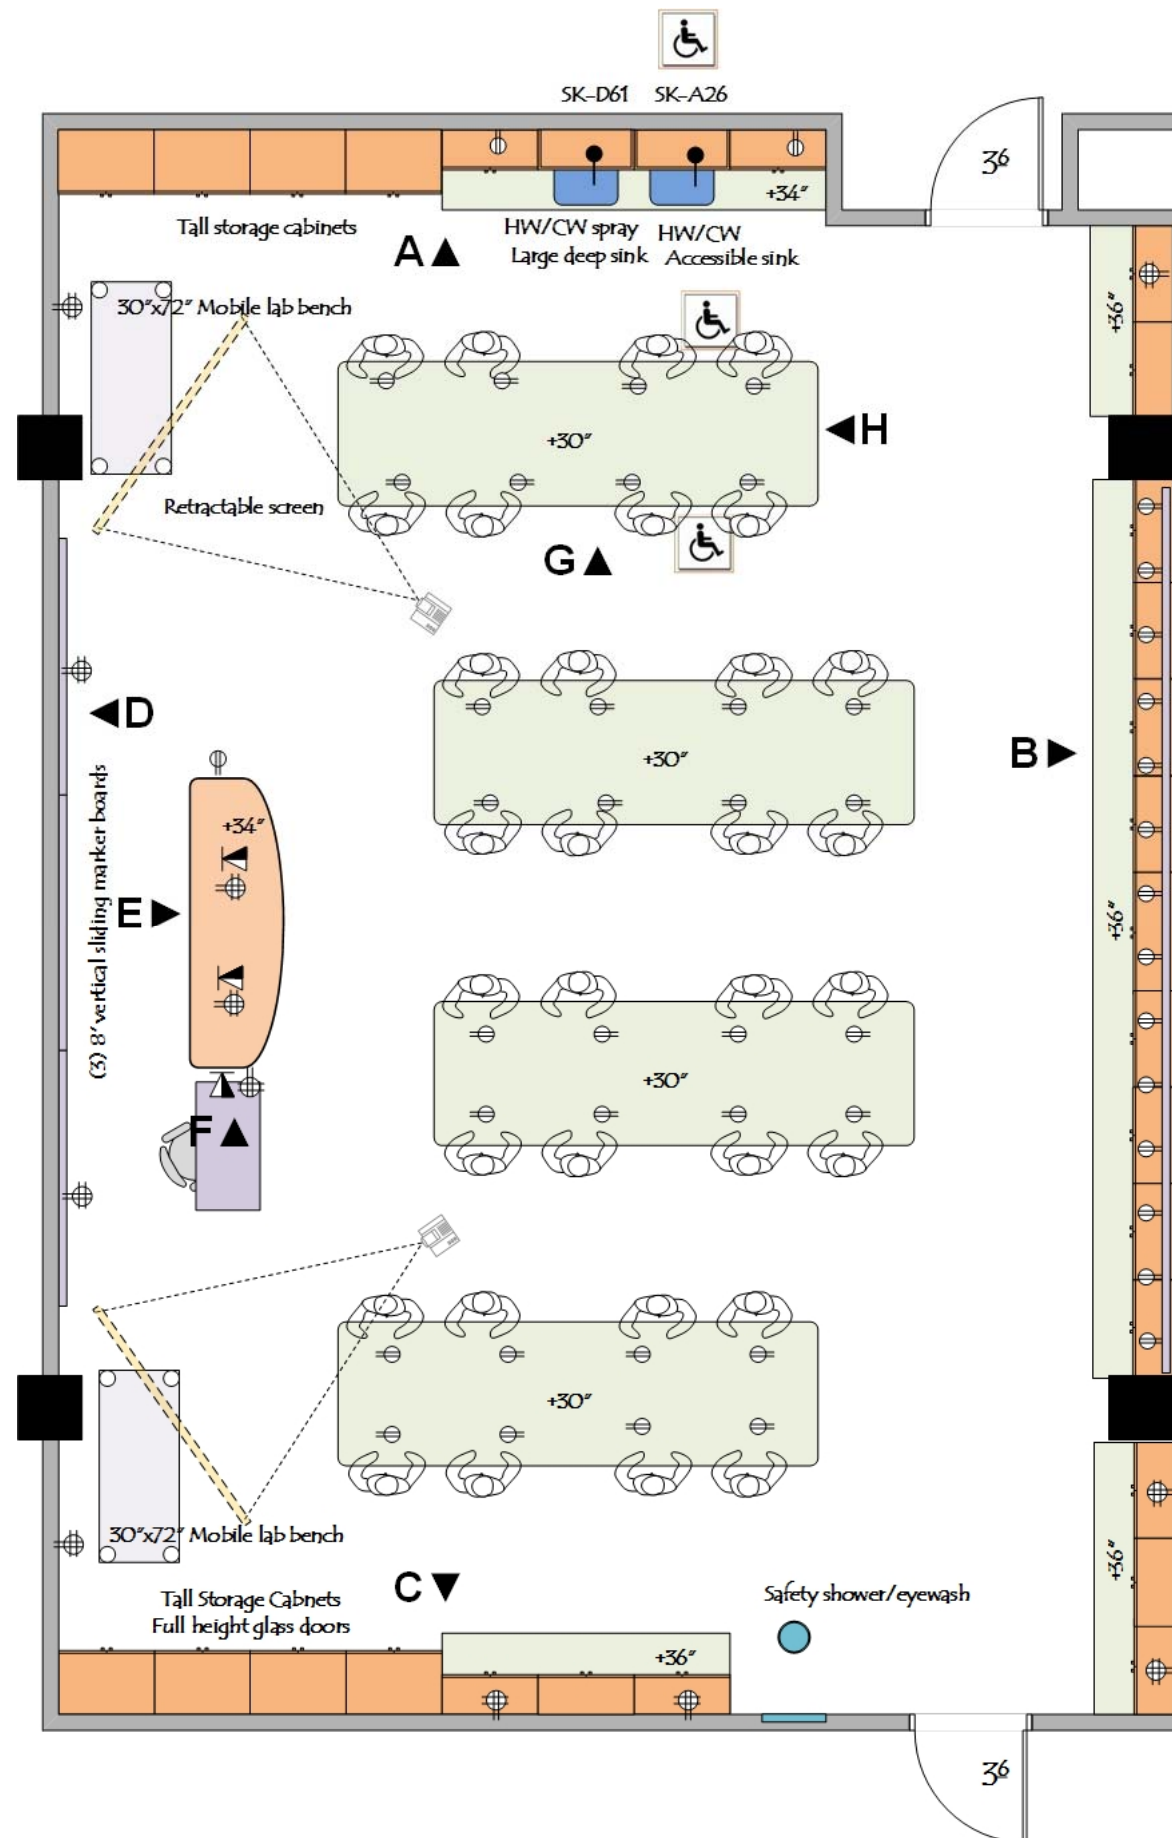 SK-D61 SK-A26
3⁶
+34"
Tall storage cabinets
HW/CW spray
Large deep sink
HW/CW
Accessible sink
A
30"x72" Mobile lab bench
+36"
+30"
H
Retractable screen
G
D
+30"
B
(3) 8' vertical sliding marker boards
+34"
E
+36"
+30"
F
+30"
30"x72" Mobile lab bench
+36"
C
Tall Storage Cabnets
Full height glass doors
Safety shower/eyewash
+36"
3⁶